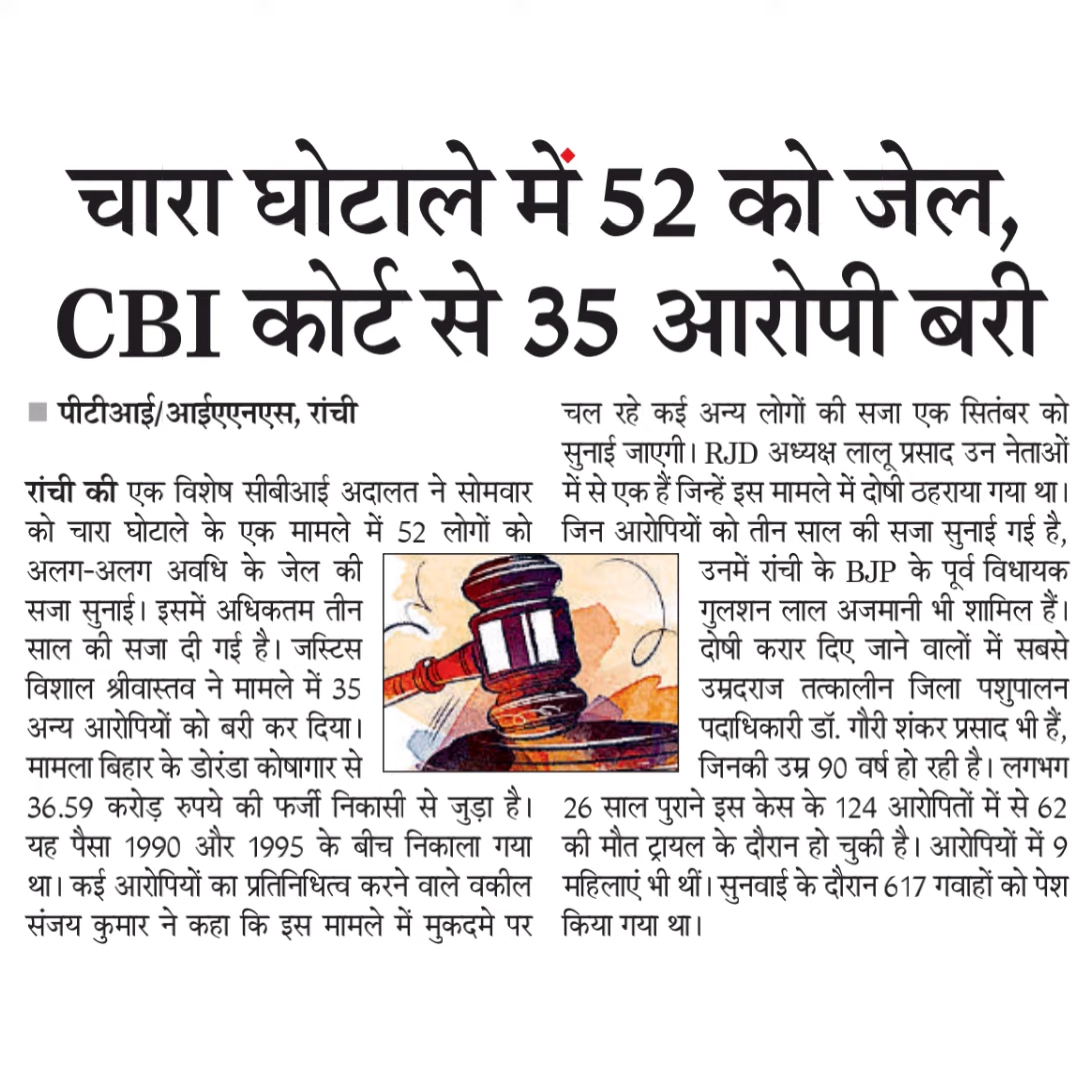 चारा घोटाले में 52 को जेल,
CBI कोर्ट से 35 आरोपी बरी
पीटीआई/आईएएनएस, रांची
रांची की एक विशेष सीबीआई अदालत ने सोमवार
को चारा घोटाले के एक मामले में 52 लोगों को
अलग-अलग अवधि के जेल की
सजा सुनाई। इसमें अधिकतम तीन
साल की सजा दी गई है। जस्टिस
विशाल श्रीवास्तव ने मामले में 35
अन्य आरोपियों को बरी कर दिया।
मामला बिहार के डोरंडा कोषागार से
36.59 करोड़ रुपये की फर्जी निकासी से जुड़ा है।
यह पैसा 1990 और 1995 के बीच निकाला गया
था। कई आरोपियों का प्रतिनिधित्व करने वाले वकील
संजय कुमार ने कहा कि इस मामले में मुकदमे पर
चल रहे कई अन्य लोगों की सजा एक सितंबर को
सुनाई जाएगी। RJD अध्यक्ष लालू प्रसाद उन नेताओं
में से एक हैं जिन्हें इस मामले में दोषी ठहराया गया था।
जिन आरोपियों को तीन साल की सजा सुनाई गई है,
उनमें रांची के BJP के पूर्व विधायक
गुलशन लाल अजमानी भी शामिल हैं।
दोषी करार दिए जाने वालों में सबसे
उम्रदराज तत्कालीन जिला पशुपालन
पदाधिकारी डॉ. गौरी शंकर प्रसाद भी हैं,
जिनकी उम्र 90 वर्ष हो रही है। लगभग
26 साल पुराने इस केस के 124 आरोपितों में से 62
की मौत ट्रायल के दौरान हो चुकी है। आरोपियों में 9
महिलाएं भी थीं। सुनवाई के दौरान 617 गवाहों को पेश
किया गया था।